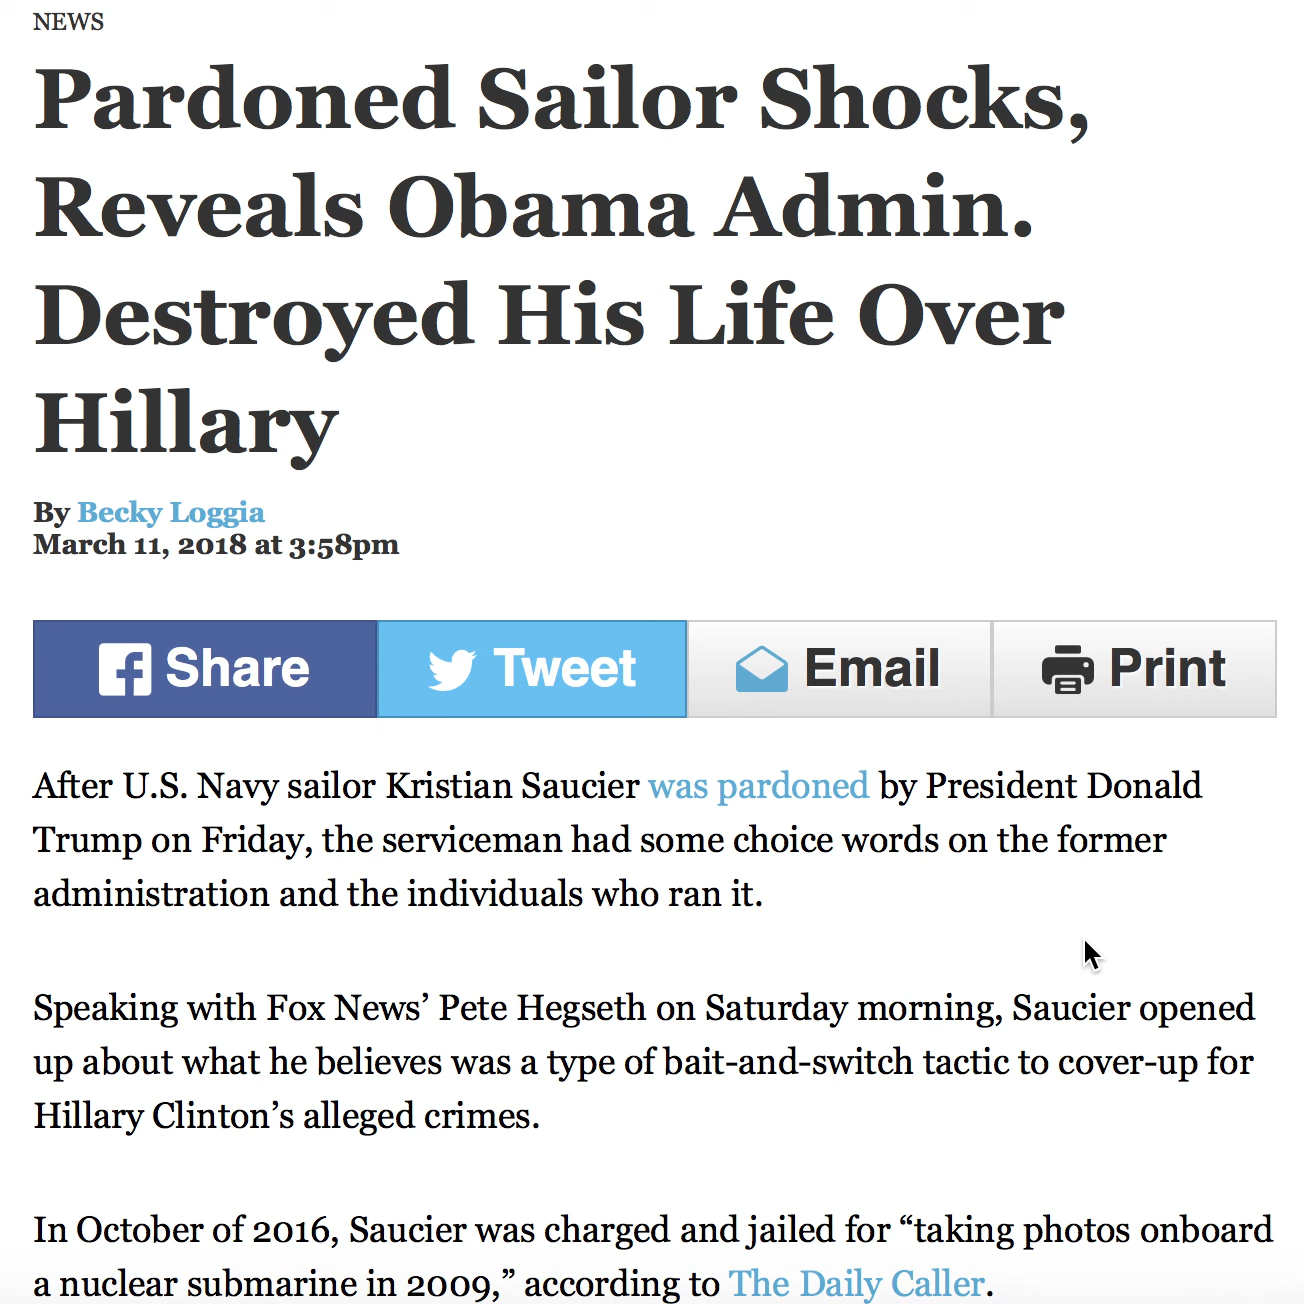 NEWS
Pardoned Sailor Shocks,
Reveals Obama Admin.
Destroyed His Life Over
Hillary
By Becky Loggia
March 11, 2018 at 3:58pm
Share Tweet Email Print
After U.S. Navy sailor Kristian Saucier was pardoned by President Donald
Trump on Friday, the serviceman had some choice words on the former
administration and the individuals who ran it.
Speaking with Fox News’ Pete Hegseth on Saturday morning, Saucier opened
up about what he believes was a type of bait-and-switch tactic to cover-up for
Hillary Clinton’s alleged crimes.
In October of 2016, Saucier was charged and jailed for “taking photos onboard
a nuclear submarine in 2009,” according to The Daily Caller.